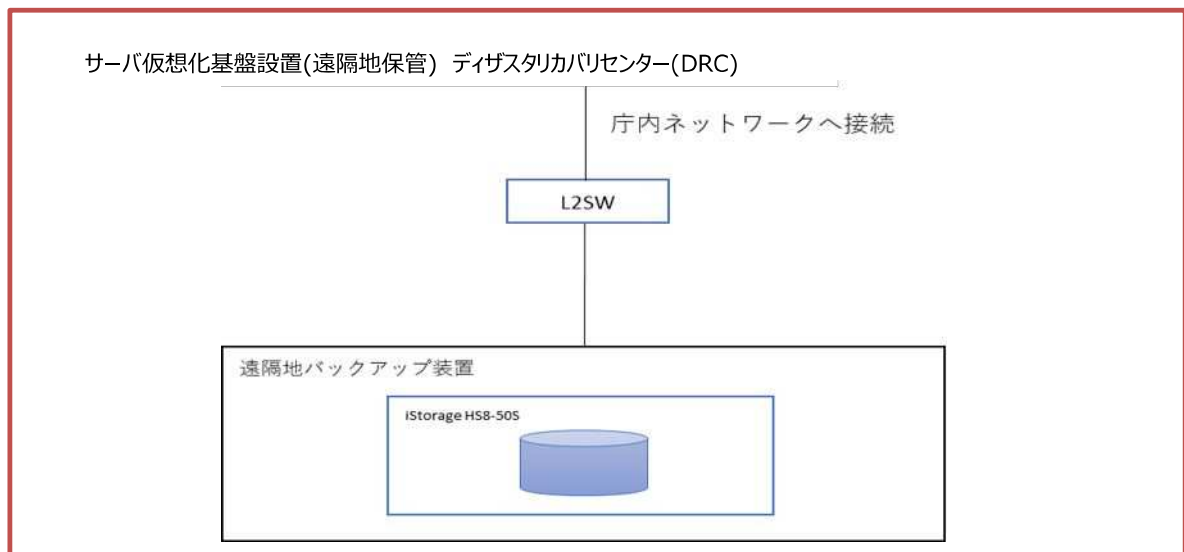 サーバ仮想化基盤設置(遠隔地保管) ディザスタリカバリセンター(DRC)
庁内ネットワークへ接続
L2SW
遠隔地バックアップ装置
iStorage HS8-50S